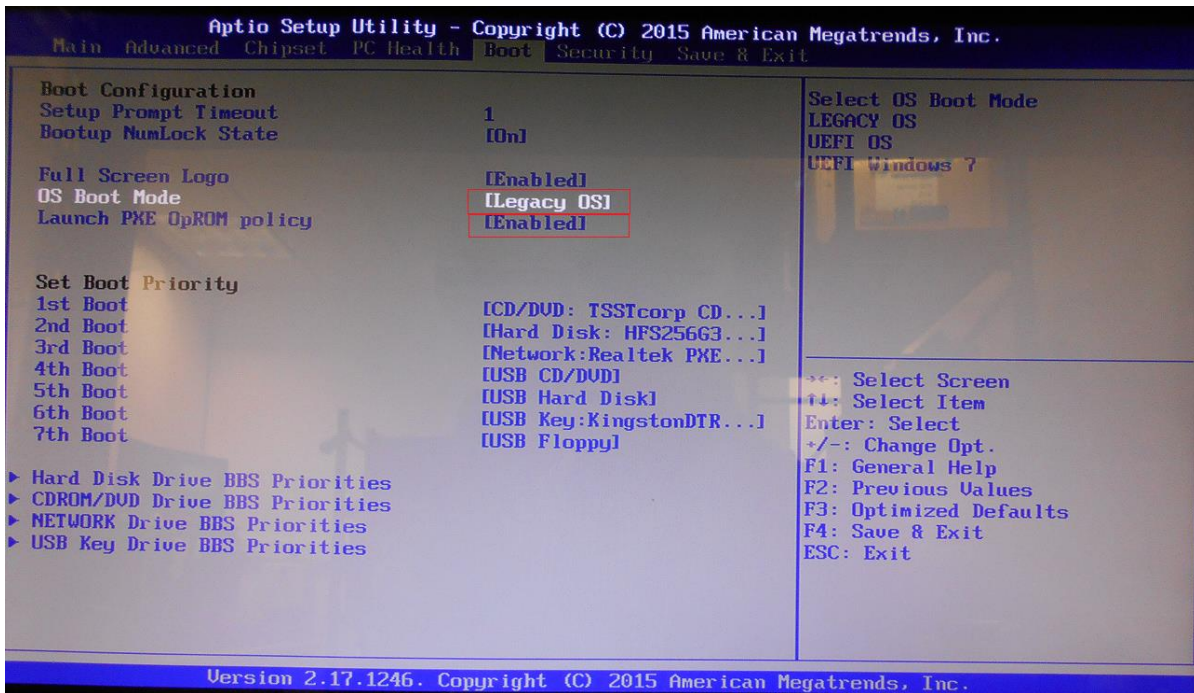 Aptio Setup Utility - Copyright (C) 2015 American Megatrends, Inc.
Main Advanced Chipset PC Health Boot Security Save & Exit
Boot Configuration
Setup Prompt Timeout 1
Bootup NumLock State [On]
Full Screen Logo [Enabled]
OS Boot Mode [Legacy OS]
Launch PXE OpROM policy [Enabled]
Set Boot Priority
1st Boot [CD/DVD: TSSTcorp CD...]
2nd Boot [Hard Disk: HFS256G3...]
3rd Boot [Network:Realtek PXE...]
4th Boot [USB CD/DVD]
5th Boot [USB Hard Disk]
6th Boot [USB Key:KingstonDTR...]
7th Boot [USB Floppy]
► Hard Disk Drive BBS Priorities
► CDROM/DVD Drive BBS Priorities
► NETWORK Drive BBS Priorities
► USB Key Drive BBS Priorities
Select OS Boot Mode
LEGACY OS
UEFI OS
UEFI Windows 7
→←: Select Screen
↑↓: Select Item
Enter: Select
+/-: Change Opt.
F1: General Help
F2: Previous Values
F3: Optimized Defaults
F4: Save & Exit
ESC: Exit
Version 2.17.1246. Copyright (C) 2015 American Megatrends, Inc.